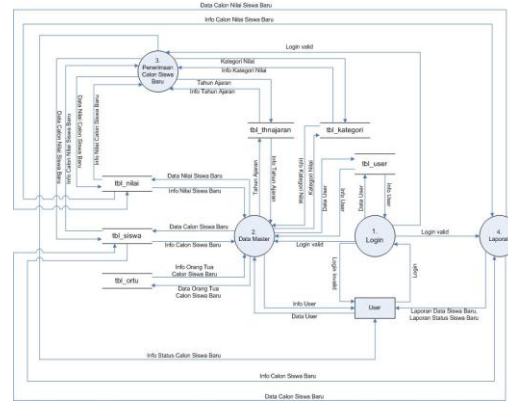 Data Calon Nilai Siswa Baru
Info Calon Nilai Siswa Baru
Login valid
3.
Penerimaan
Calon Siswa
Baru
Kategori Nilai
Info Kategori Nilai
Tahun Ajaran
Info Tahun Ajaran
Data Calon Nilai Siswa Baru
Info Calon Nilai Siswa Baru
Data Nilai Calon Siswa Baru
Info Nilai Calon Siswa Baru
tbl_thnajaran
tbl_kategori
tbl_user
Tahun Ajaran
Info Tahun Ajaran
Info Kategori Nilai
Kategori Nilai
Data User
Info User
Data User
Info User
tbl_nilai
Data Nilai Siswa Baru
Info Nilai Siswa Baru
tbl_siswa
Data Calon Siswa Baru
Info Calon Siswa Baru
2.
Data Master
Login valid
1.
Login
Login valid
4.
Laporan
tbl_ortu
Info Orang Tua
Calon Siswa Baru
Data Orang Tua
Calon Siswa Baru
Login Invalid
Login
Info User
Data User
User
Laporan Data Siswa Baru,
Laporan Status Siswa Baru
Info Status Calon Siswa Baru
Info Calon Siswa Baru
Data Calon Siswa Baru